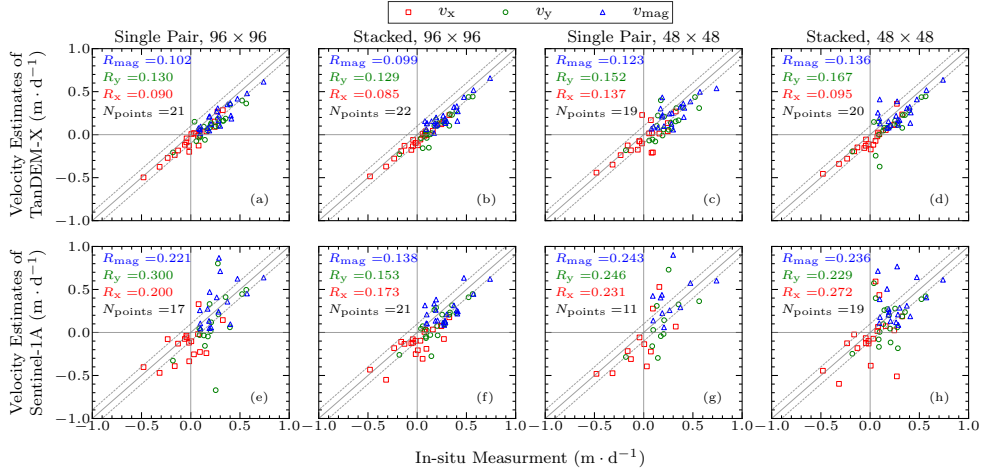 v_x v_y v_mag
Single Pair, 96 × 96 Stacked, 96 × 96 Single Pair, 48 × 48 Stacked, 48 × 48
Velocity Estimates of
TanDEM-X (m · d⁻¹)
1.0
0.5
0.0
−0.5
−1.0
R_mag =0.102
R_y =0.130
R_x =0.090
N_points =21
(a)
R_mag =0.099
R_y =0.129
R_x =0.085
N_points =22
(b)
R_mag =0.123
R_y =0.152
R_x =0.137
N_points =19
(c)
R_mag =0.136
R_y =0.167
R_x =0.095
N_points =20
(d)
Velocity Estimates of
Sentinel-1A (m · d⁻¹)
1.0
0.5
0.0
−0.5
−1.0
R_mag =0.221
R_y =0.300
R_x =0.200
N_points =17
(e)
R_mag =0.138
R_y =0.153
R_x =0.173
N_points =21
(f)
R_mag =0.243
R_y =0.246
R_x =0.231
N_points =11
(g)
R_mag =0.236
R_y =0.229
R_x =0.272
N_points =19
(h)
−1.0 −0.5 0.0 0.5 1.0 −0.5 0.0 0.5 1.0 −0.5 0.0 0.5 1.0 −0.5 0.0 0.5 1.0
In-situ Measurment (m · d⁻¹)